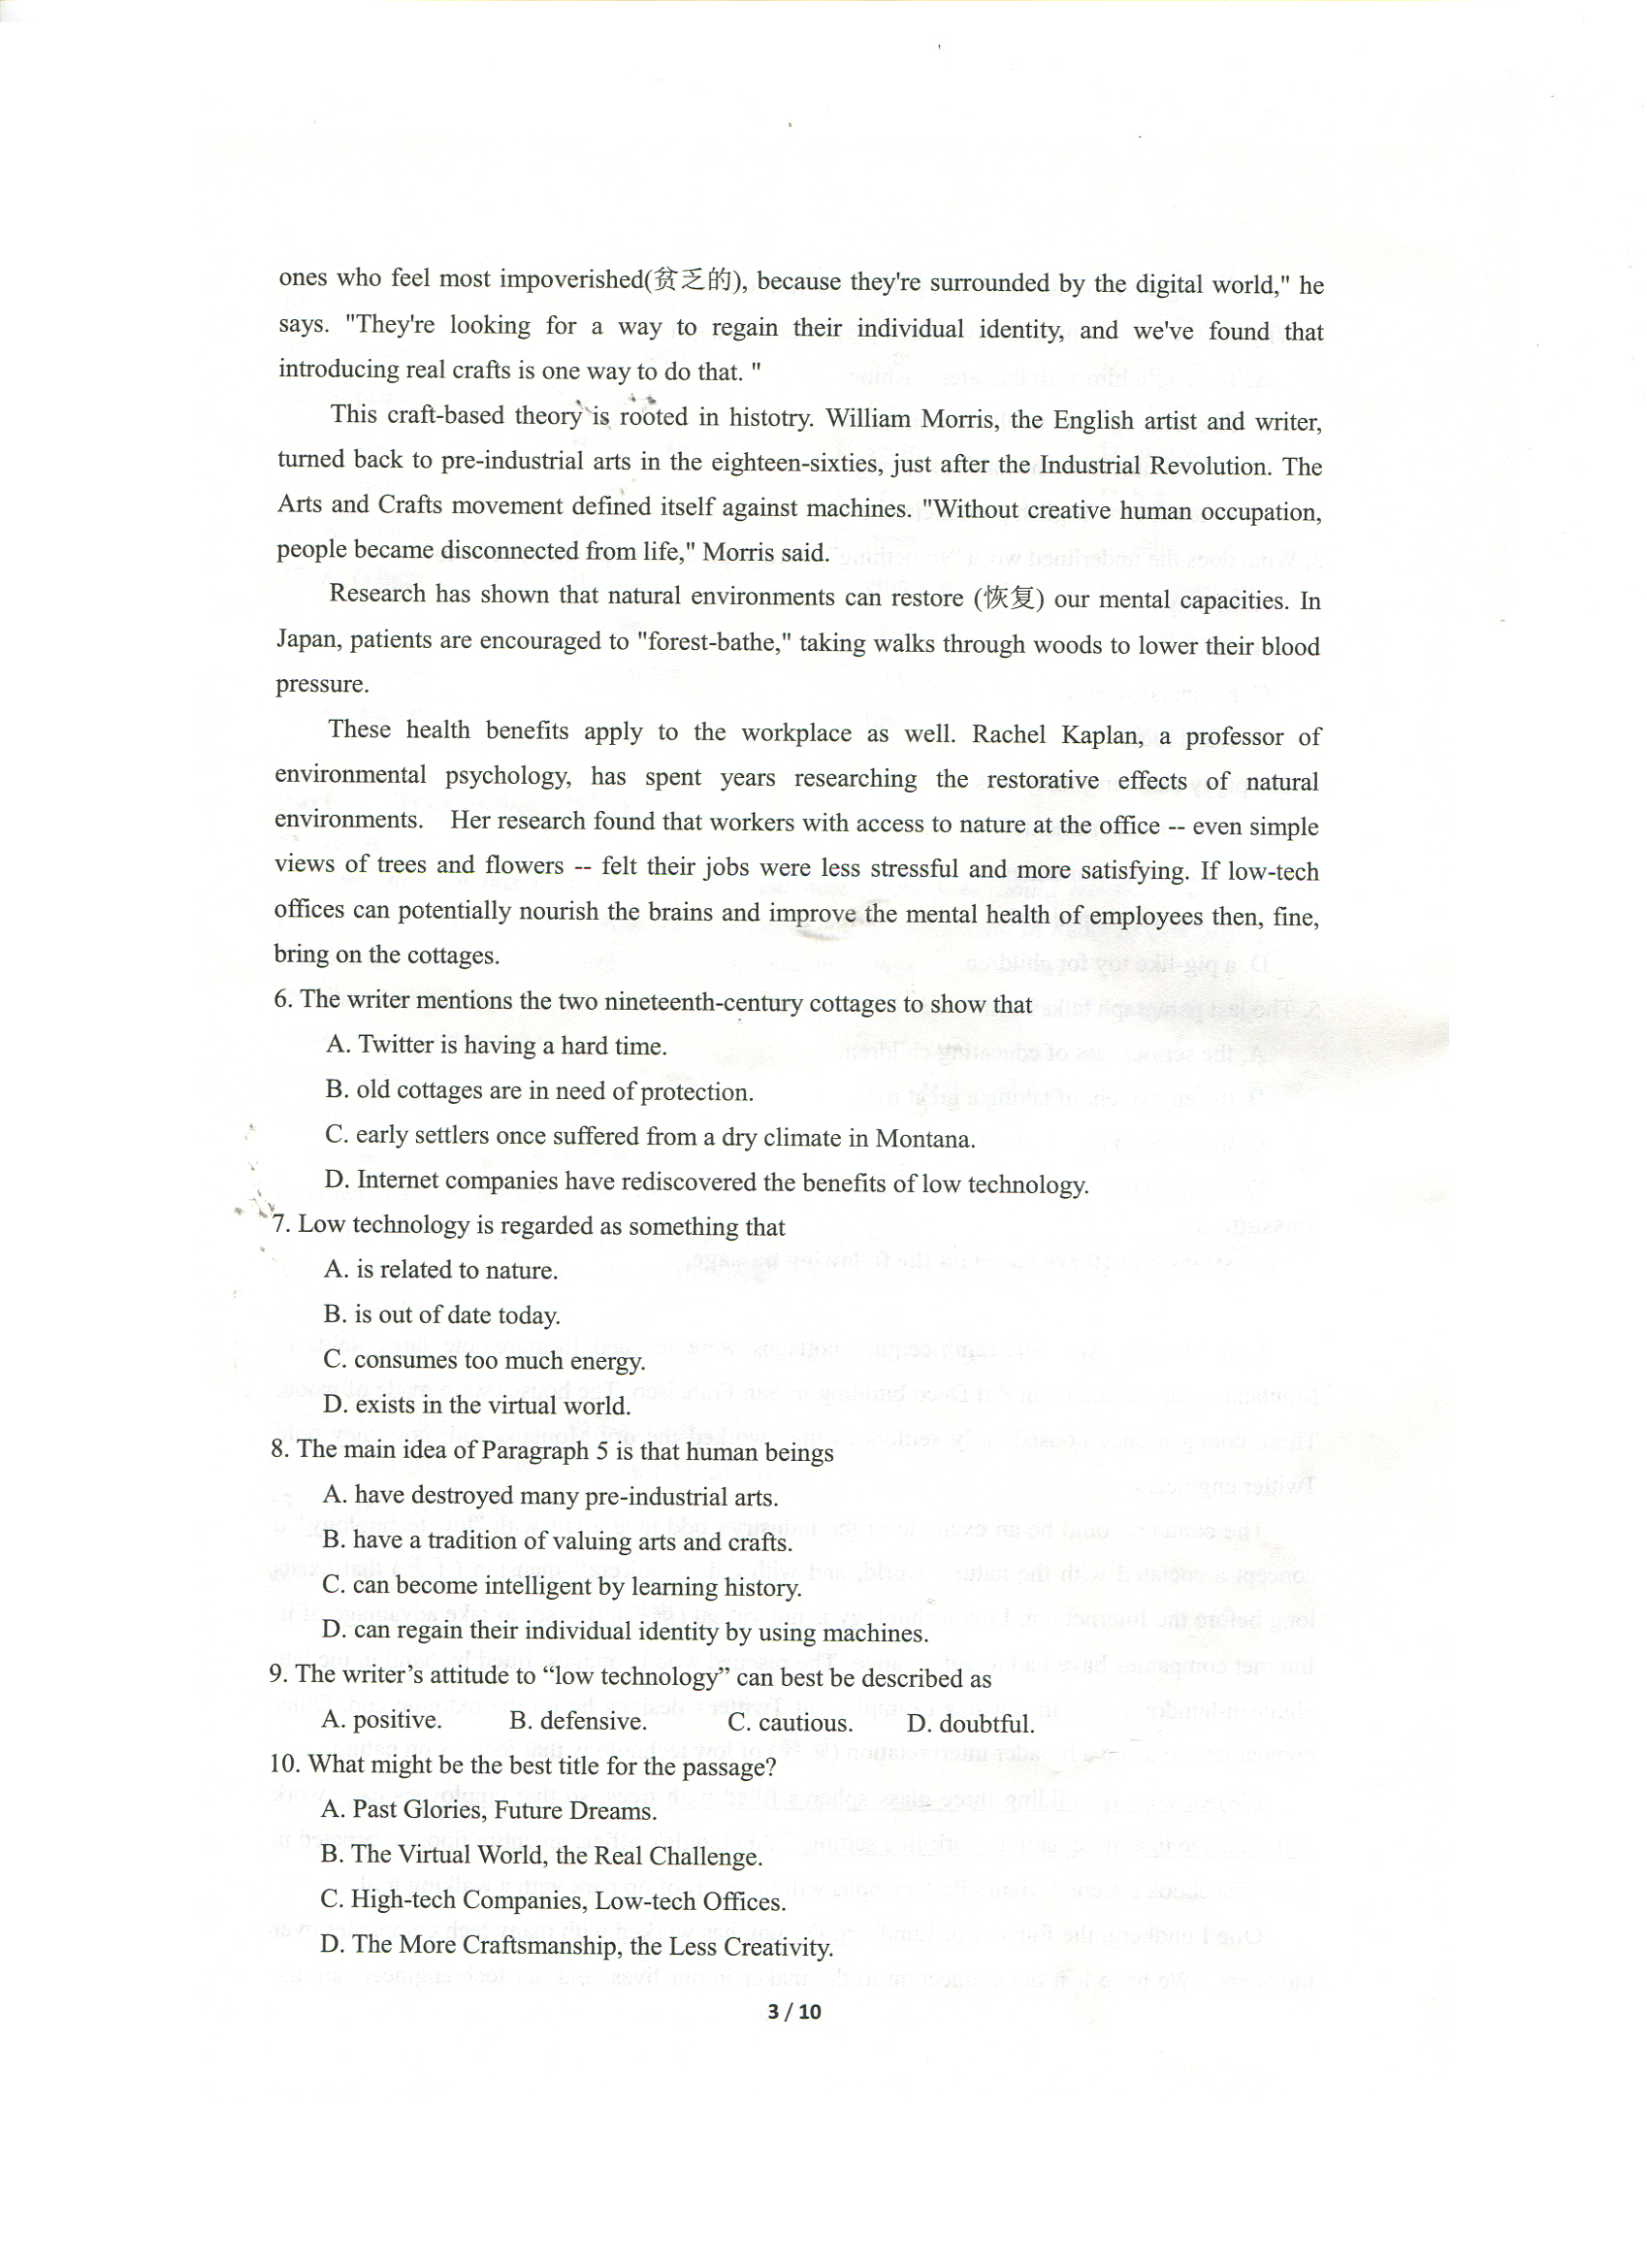 ones who feel most impoverished(贫乏的), because they're surrounded by the digital world," he
says. "They're looking for a way to regain their individual identity, and we've found that
introducing real crafts is one way to do that. "
This craft-based theory is rooted in histotry. William Morris, the English artist and writer,
turned back to pre-industrial arts in the eighteen-sixties, just after the Industrial Revolution. The
Arts and Crafts movement defined itself against machines. "Without creative human occupation,
people became disconnected from life," Morris said.
Research has shown that natural environments can restore (恢复) our mental capacities. In
Japan, patients are encouraged to "forest-bathe," taking walks through woods to lower their blood
pressure.
These health benefits apply to the workplace as well. Rachel Kaplan, a professor of
environmental psychology, has spent years researching the restorative effects of natural
environments. Her research found that workers with access to nature at the office -- even simple
views of trees and flowers -- felt their jobs were less stressful and more satisfying. If low-tech
offices can potentially nourish the brains and improve the mental health of employees then, fine,
bring on the cottages.
6. The writer mentions the two nineteenth-century cottages to show that
A. Twitter is having a hard time.
B. old cottages are in need of protection.
C. early settlers once suffered from a dry climate in Montana.
D. Internet companies have rediscovered the benefits of low technology.
7. Low technology is regarded as something that
A. is related to nature.
B. is out of date today.
C. consumes too much energy.
D. exists in the virtual world.
8. The main idea of Paragraph 5 is that human beings
A. have destroyed many pre-industrial arts.
B. have a tradition of valuing arts and crafts.
C. can become intelligent by learning history.
D. can regain their individual identity by using machines.
9. The writer’s attitude to “low technology” can best be described as
A. positive. B. defensive. C. cautious. D. doubtful.
10. What might be the best title for the passage?
A. Past Glories, Future Dreams.
B. The Virtual World, the Real Challenge.
C. High-tech Companies, Low-tech Offices.
D. The More Craftsmanship, the Less Creativity.
3 / 10